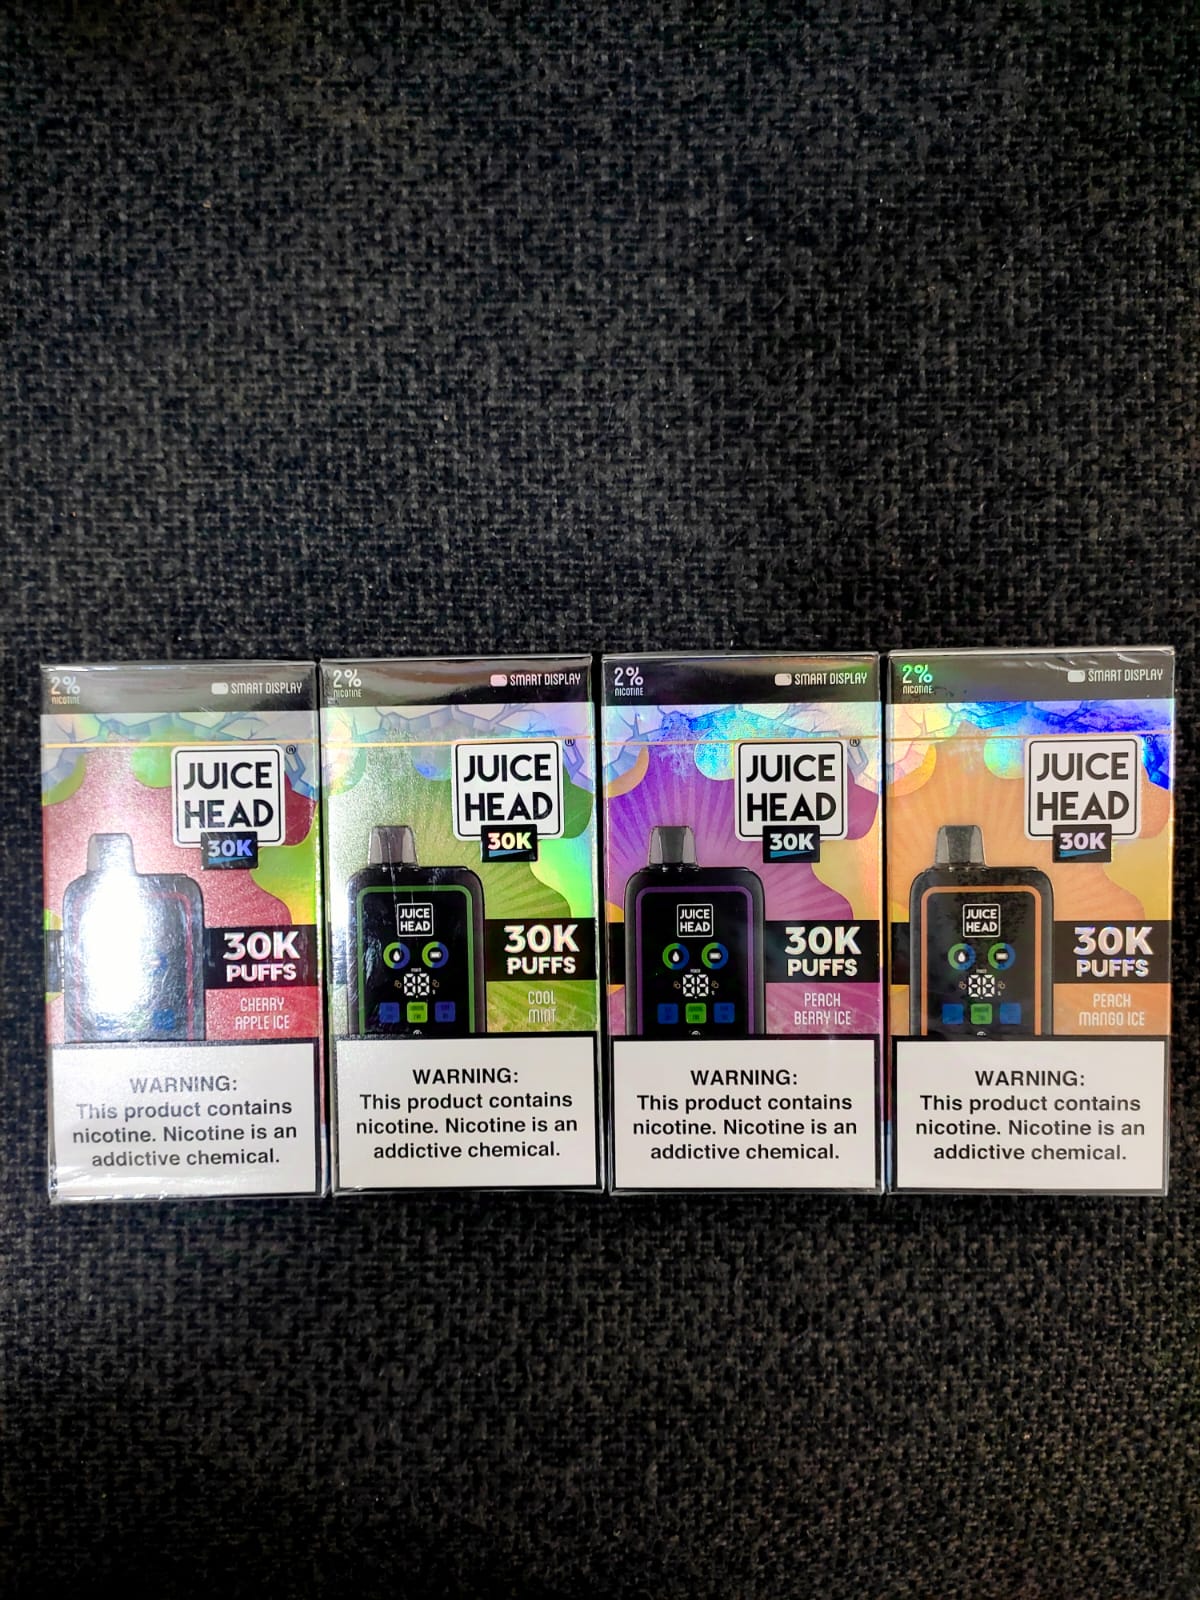 2%
NICOTINE
SMART DISPLAY
JUICE
HEAD
®
30K
30K
PUFFS
CHERRY
APPLE ICE
WARNING:
This product contains
nicotine. Nicotine is an
addictive chemical.
2%
NICOTINE
SMART DISPLAY
JUICE
HEAD
®
30K
JUICE
HEAD
30K
PUFFS
COOL
MINT
WARNING:
This product contains
nicotine. Nicotine is an
addictive chemical.
2%
NICOTINE
SMART DISPLAY
JUICE
HEAD
®
30K
JUICE
HEAD
30K
PUFFS
PEACH
BERRY ICE
WARNING:
This product contains
nicotine. Nicotine is an
addictive chemical.
2%
NICOTINE
SMART DISPLAY
JUICE
HEAD
30K
JUICE
HEAD
30K
PUFFS
PEACH
MANGO ICE
WARNING:
This product contains
nicotine. Nicotine is an
addictive chemical.